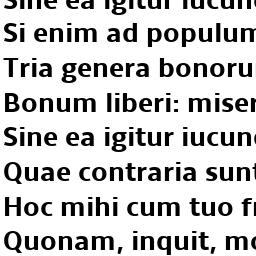 Sine ea igitur iucun
Si enim ad populum
Tria genera bonoru
Bonum liberi: miser
Sine ea igitur iucun
Quae contraria sunt
Hoc mihi cum tuo fr
Quonam, inquit, mo